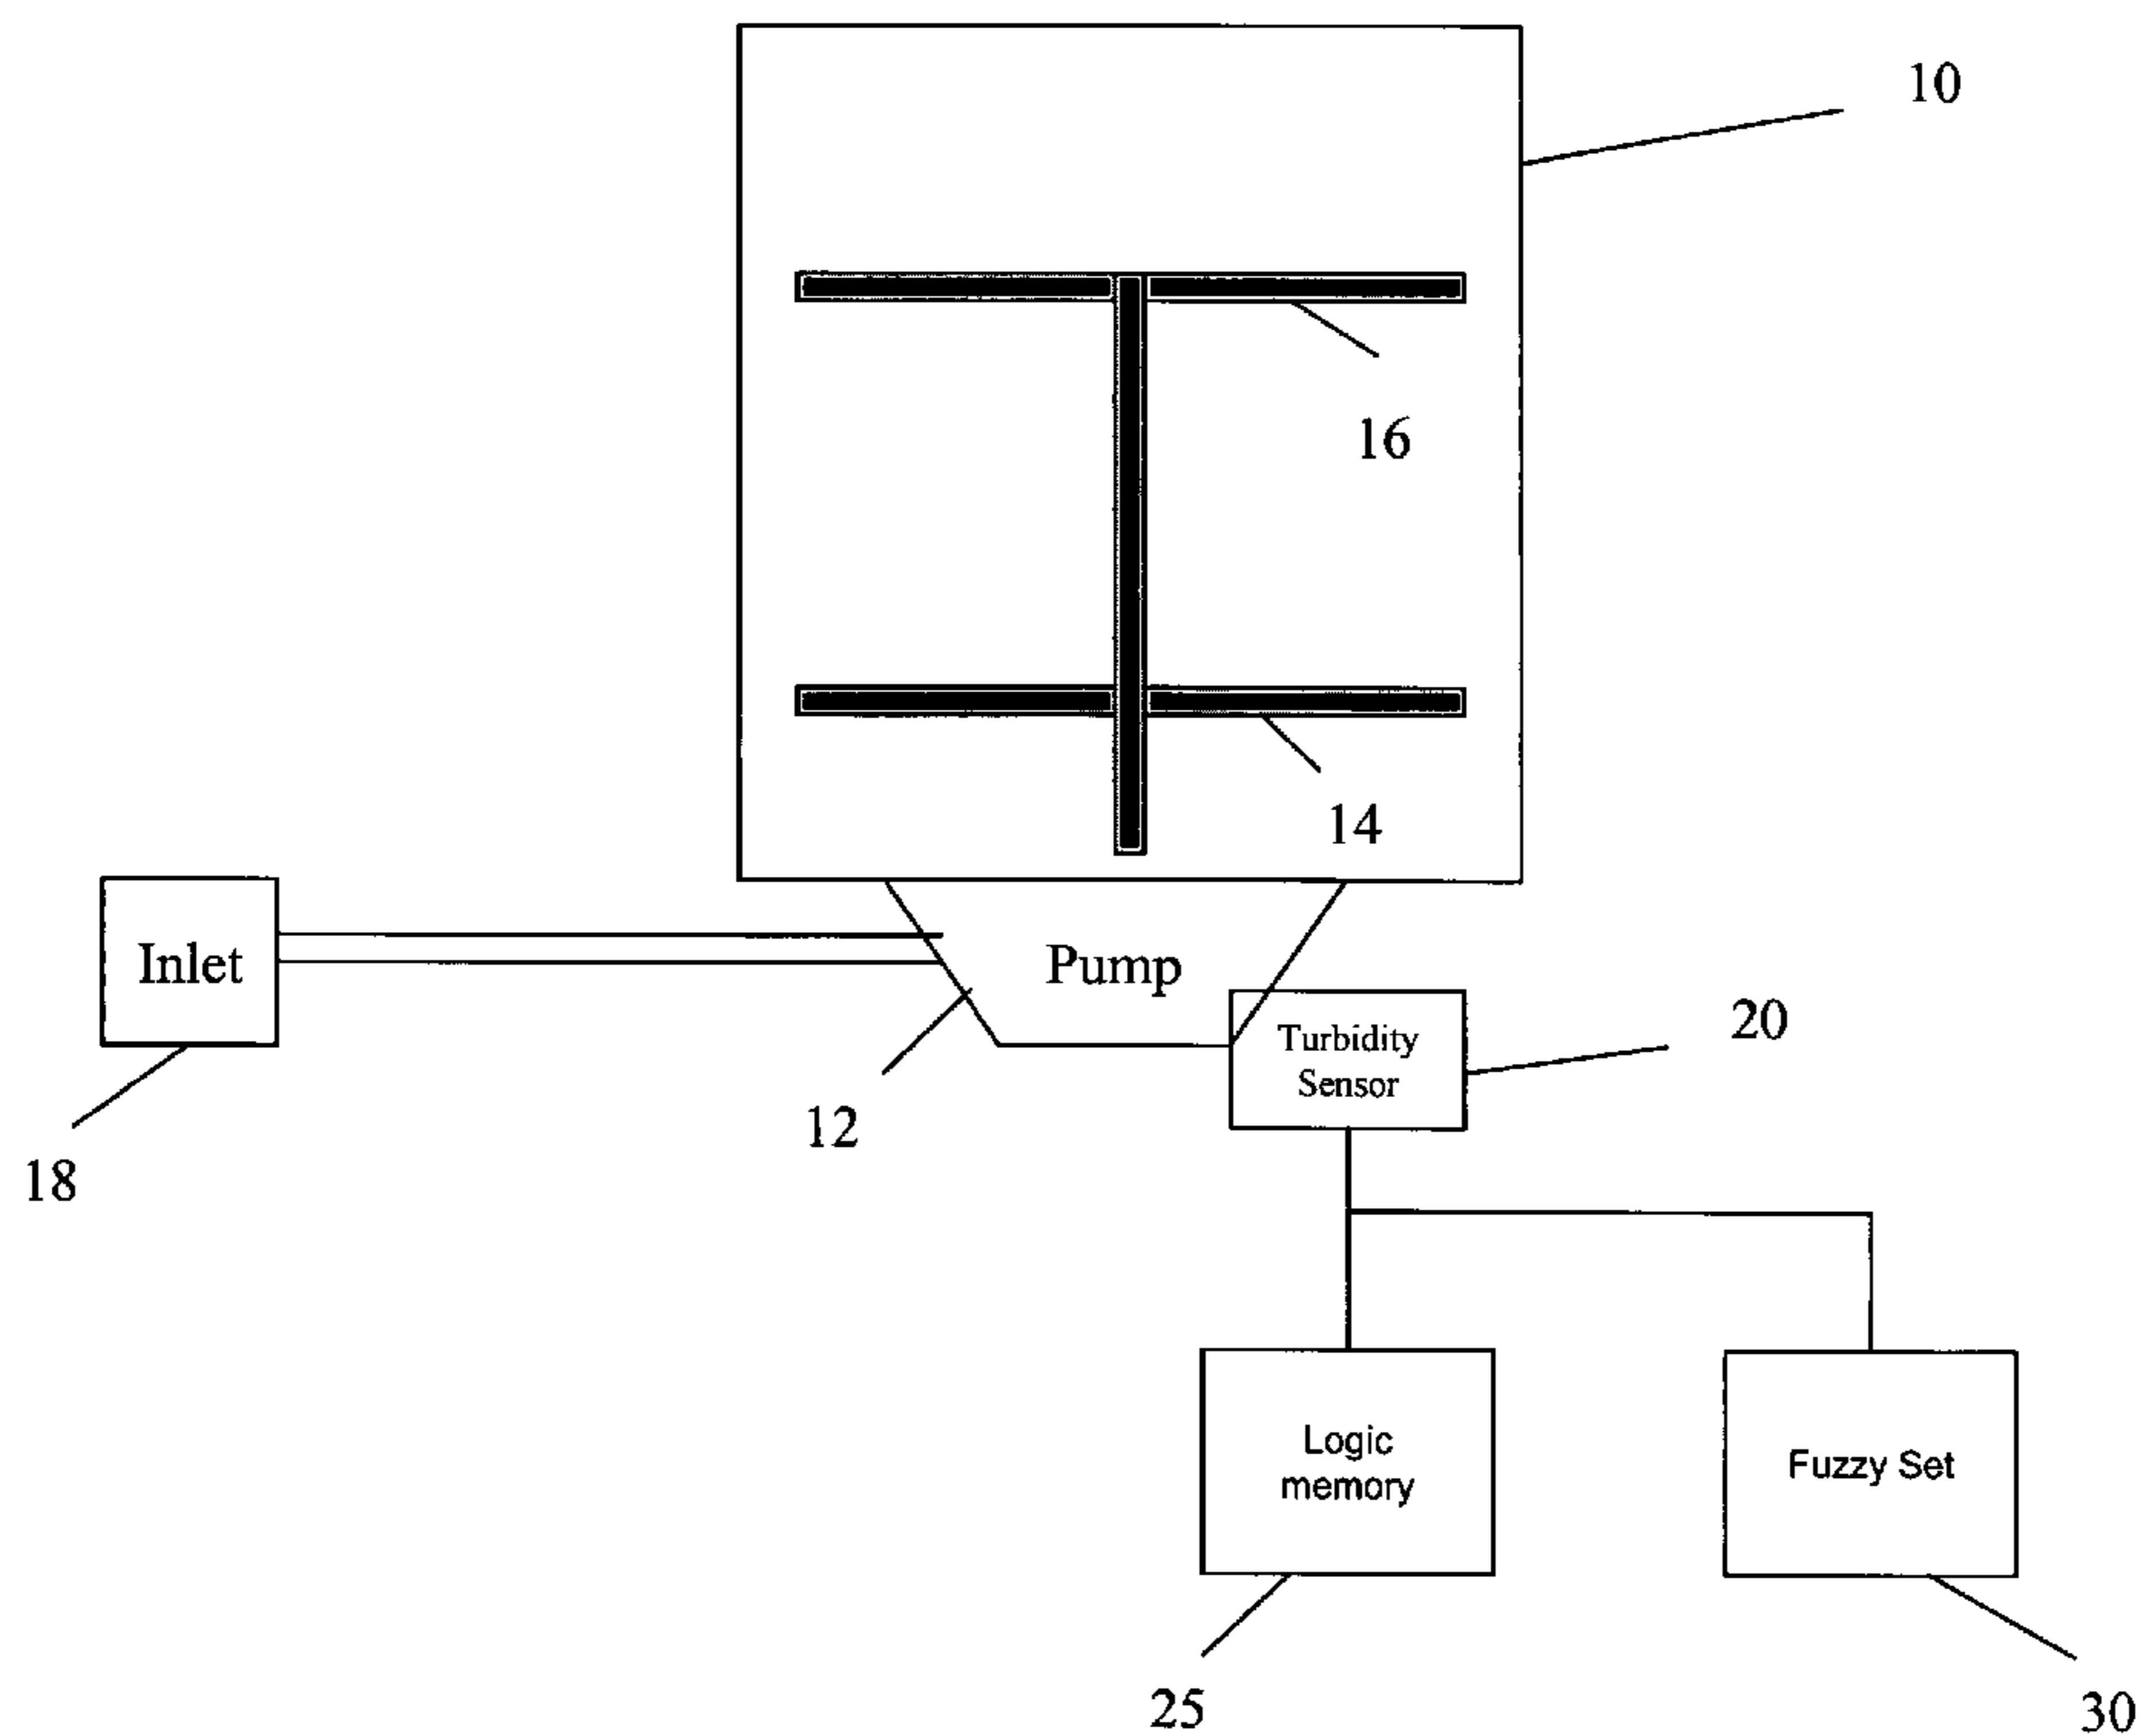 10
16
14
Inlet
Pump
20
Turbidity
Sensor
12
18
Logic
memory
Fuzzy Set
25
30